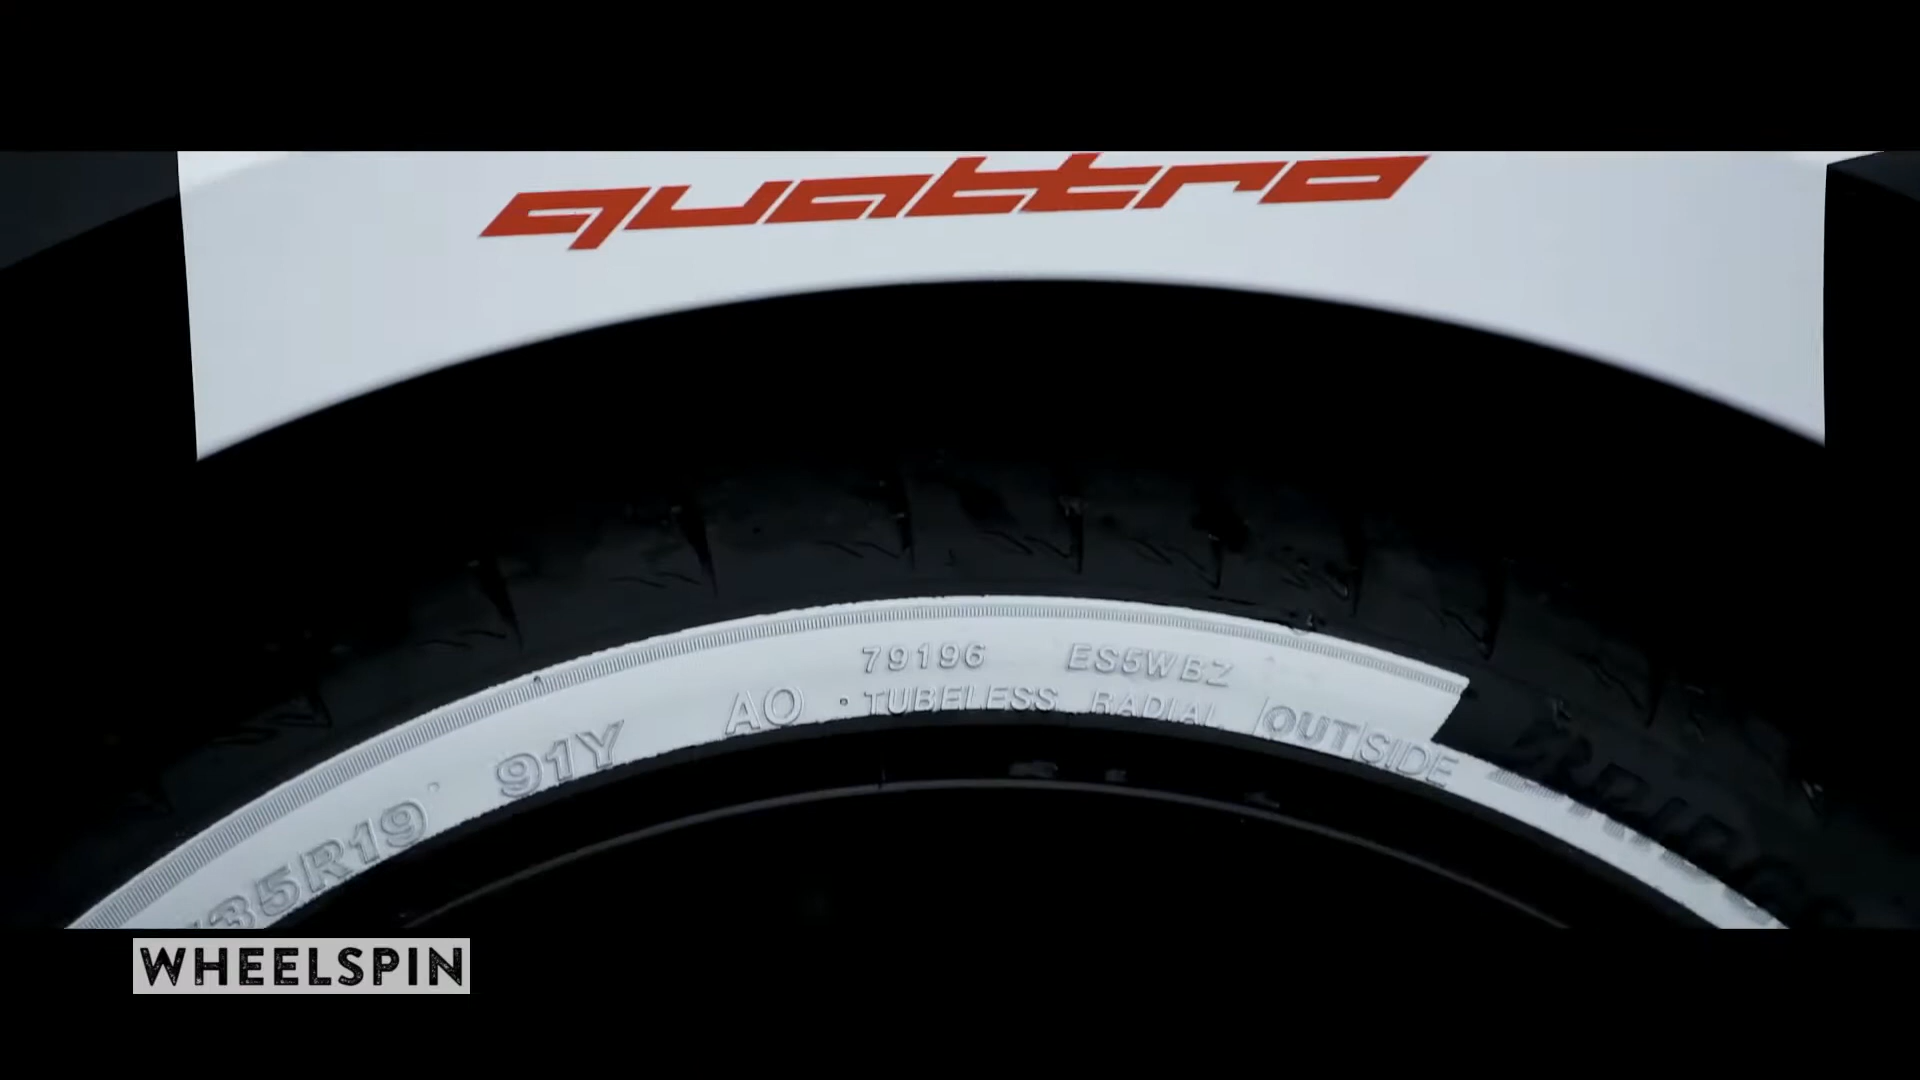 quattro
79196 ES5WBZ
35R19 91Y AO · TUBELESS RADIAL OUTSIDE
WHEELSPIN